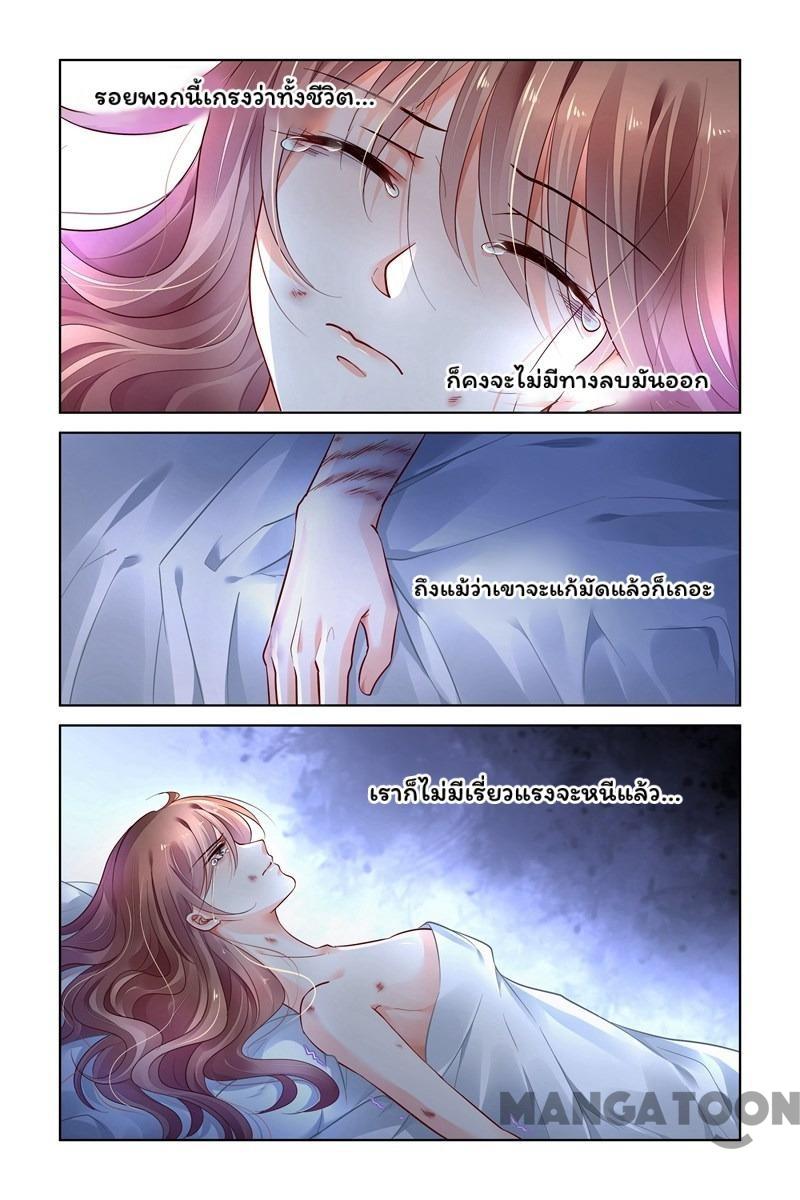 รอยพวกนี้เกรงว่าทั้งชีวิต...
ก็คงจะไม่มีทางลบมันออก
ถึงแม้ว่าเขาจะแก้มัดแล้วก็เถอะ
เราก็ไม่มีเรี่ยวแรงจะหนีแล้ว...
MANGATOON